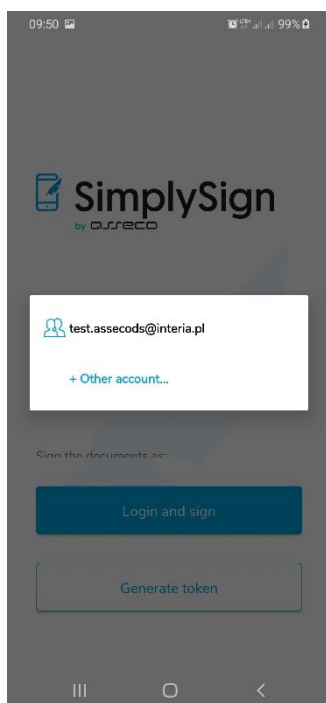 09:50 99%
SimplySign
by asseco
test.assecods@interia.pl
+ Other account...
Sign the documents as:
Login and sign
Generate token